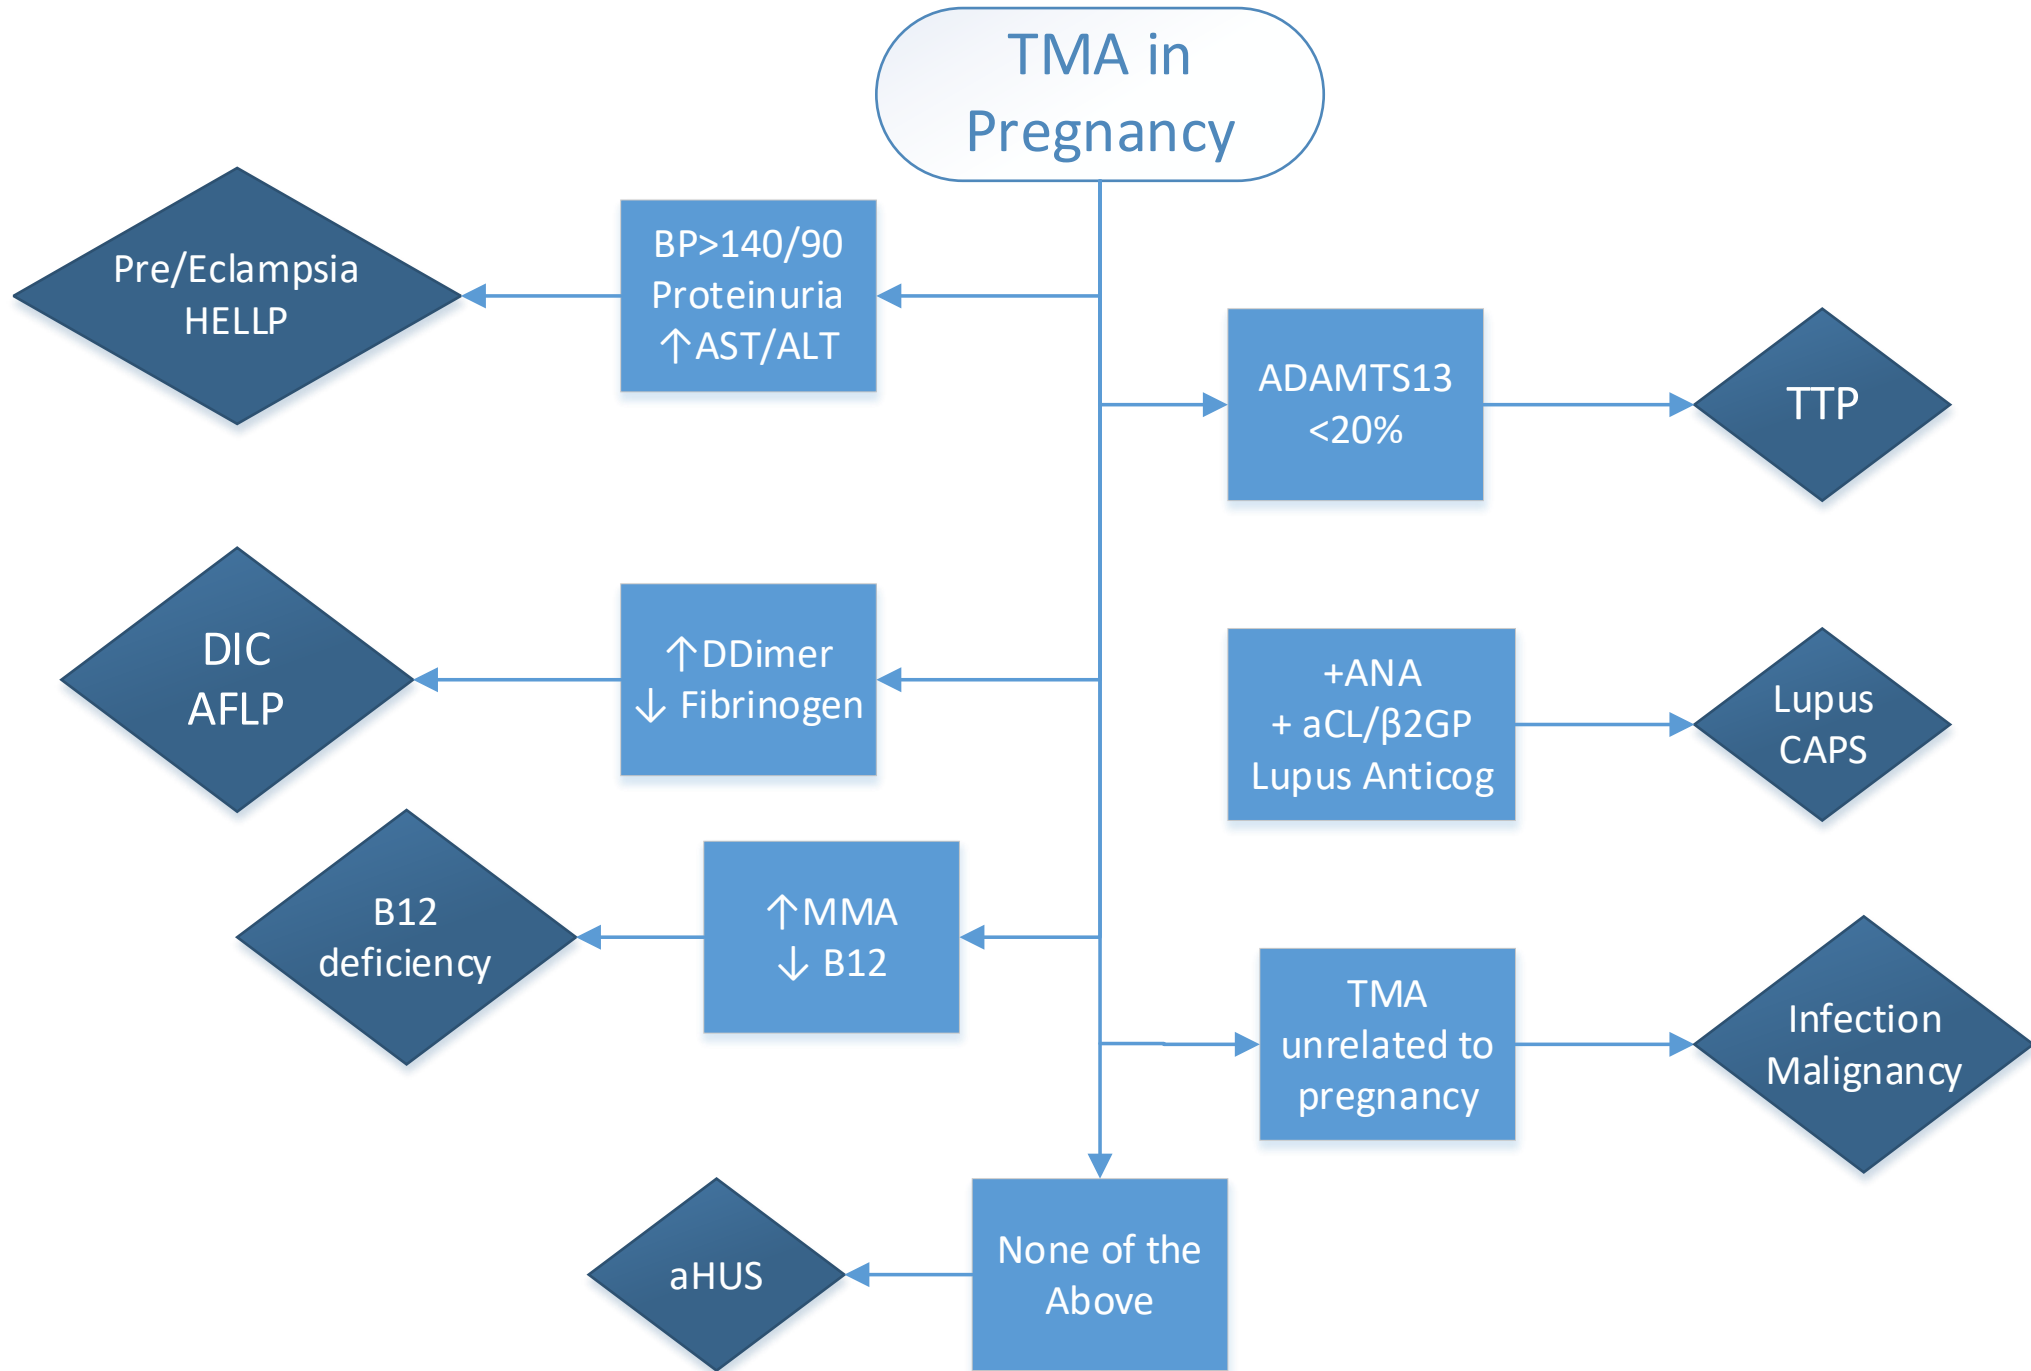 TMA in
Pregnancy
BP>140/90
Proteinuria
↑AST/ALT
Pre/Eclampsia
HELLP
ADAMTS13
<20%
TTP
↑DDimer
↓ Fibrinogen
DIC
AFLP
+ANA
+ aCL/β2GP
Lupus Anticog
Lupus
CAPS
↑MMA
↓ B12
B12
deficiency
TMA
unrelated to
pregnancy
Infection
Malignancy
None of the
Above
aHUS